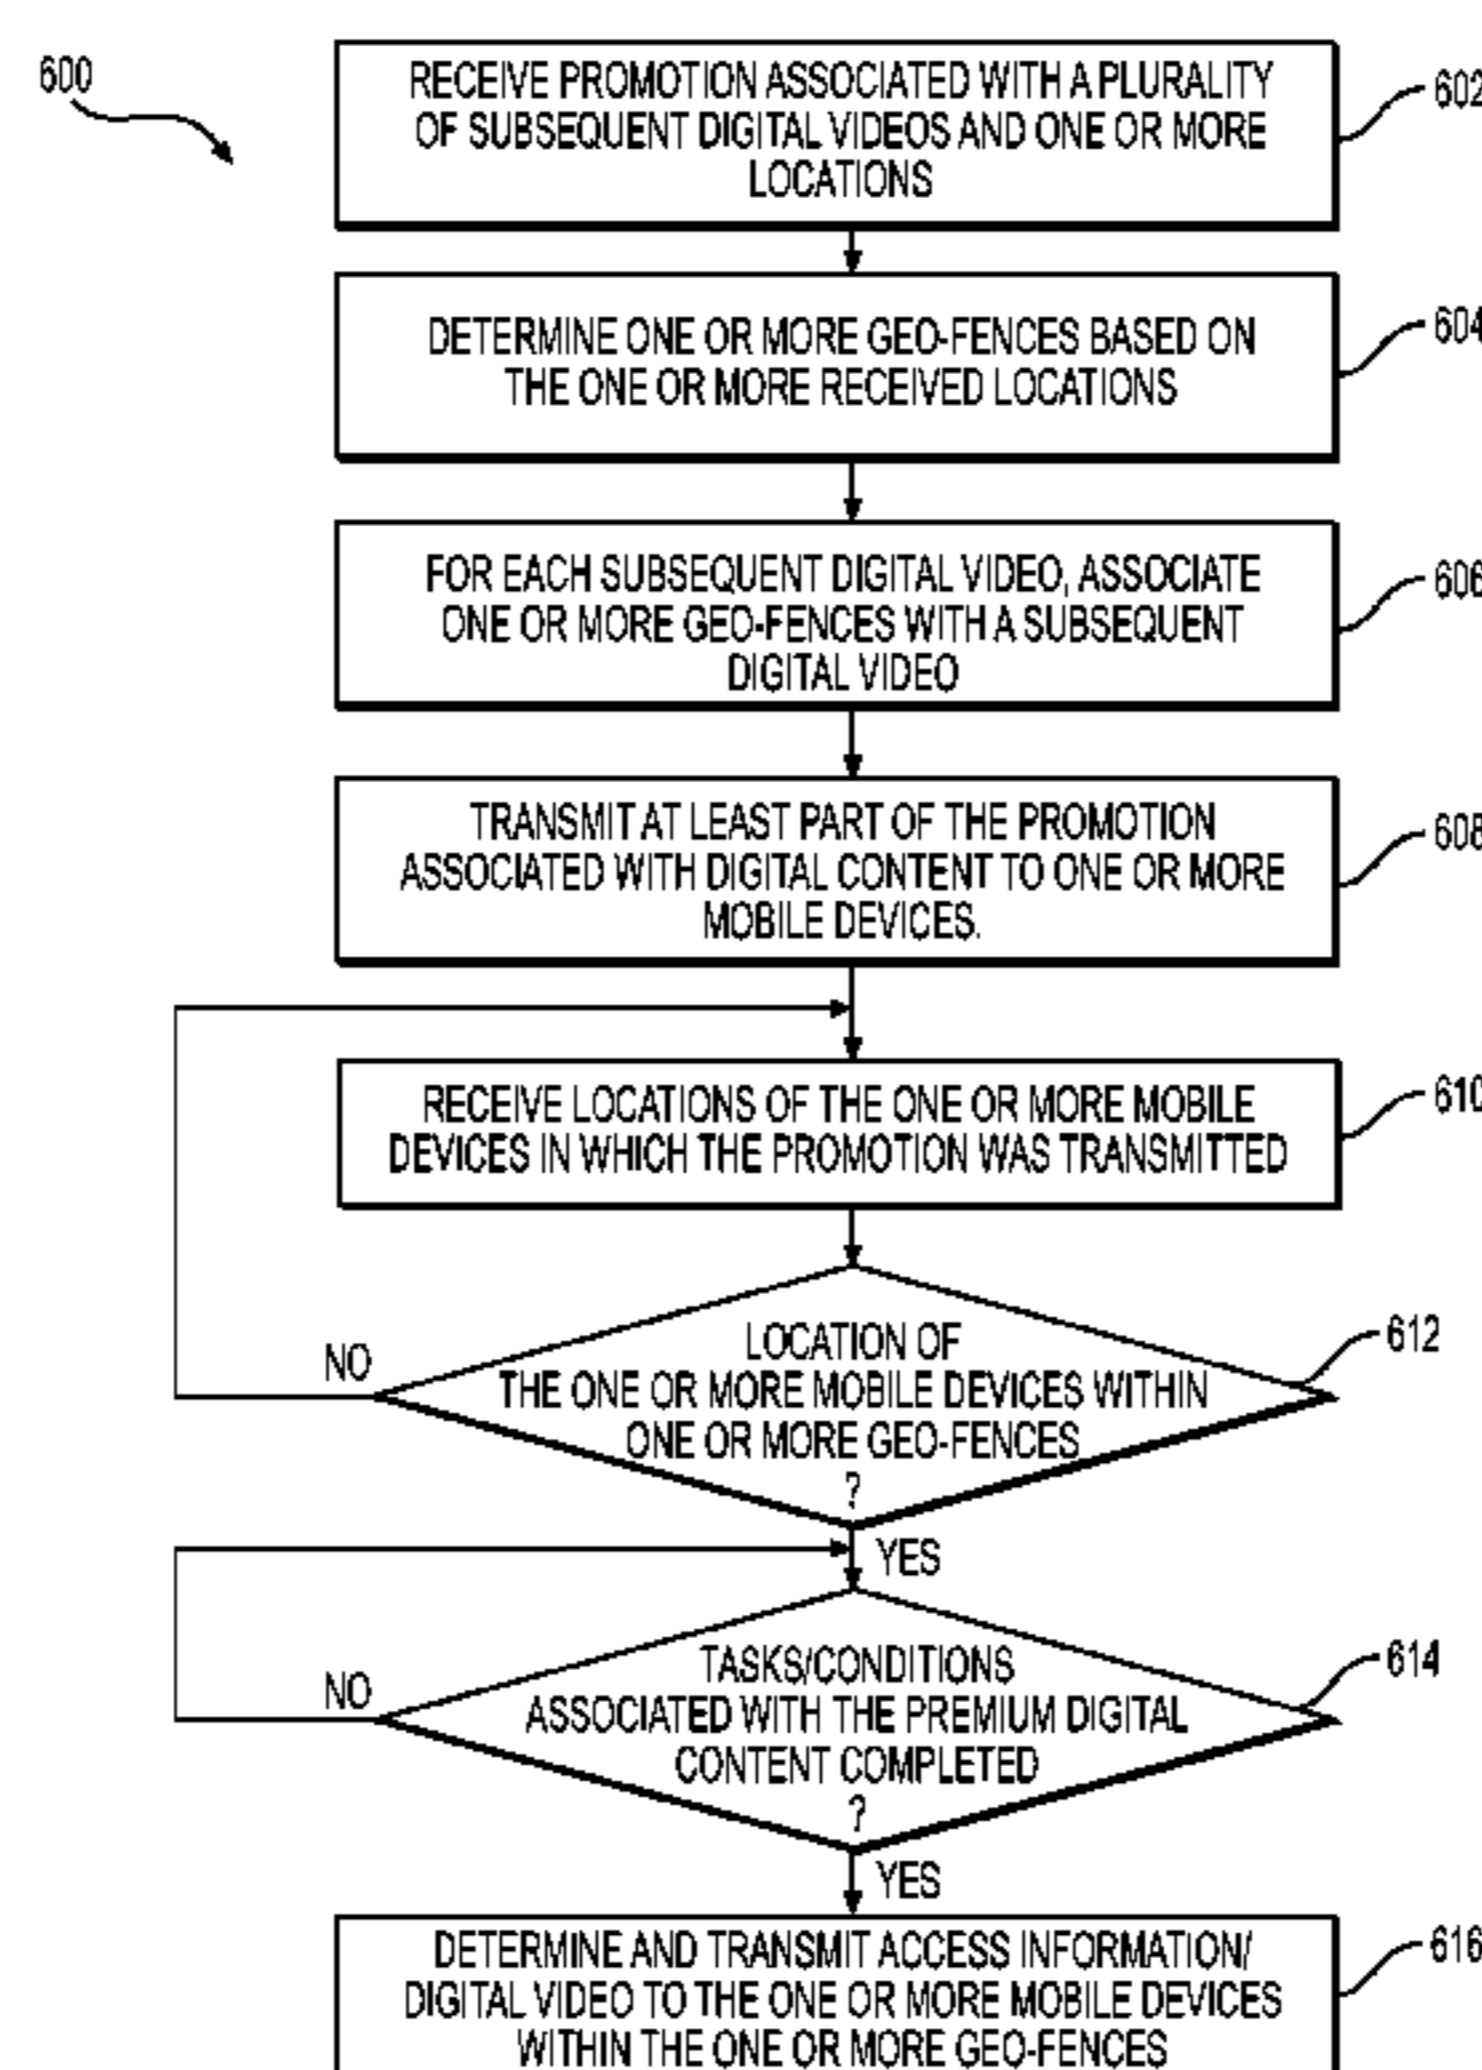 600
RECEIVE PROMOTION ASSOCIATED WITH A PLURALITY
OF SUBSEQUENT DIGITAL VIDEOS AND ONE OR MORE
LOCATIONS
602
DETERMINE ONE OR MORE GEO-FENCES BASED ON
THE ONE OR MORE RECEIVED LOCATIONS
604
FOR EACH SUBSEQUENT DIGITAL VIDEO, ASSOCIATE
ONE OR MORE GEO-FENCES WITH A SUBSEQUENT
DIGITAL VIDEO
606
TRANSMIT AT LEAST PART OF THE PROMOTION
ASSOCIATED WITH DIGITAL CONTENT TO ONE OR MORE
MOBILE DEVICES.
608
RECEIVE LOCATIONS OF THE ONE OR MORE MOBILE
DEVICES IN WHICH THE PROMOTION WAS TRANSMITTED
610
LOCATION OF
THE ONE OR MORE MOBILE DEVICES WITHIN
ONE OR MORE GEO-FENCES
?
612
NO
YES
TASKS/CONDITIONS
ASSOCIATED WITH THE PREMIUM DIGITAL
CONTENT COMPLETED
?
614
NO
YES
DETERMINE AND TRANSMIT ACCESS INFORMATION/
DIGITAL VIDEO TO THE ONE OR MORE MOBILE DEVICES
WITHIN THE ONE OR MORE GEO-FENCES
616